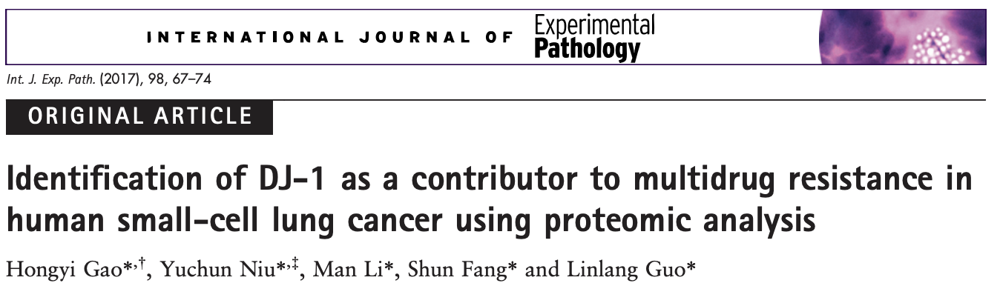 INTERNATIONAL JOURNAL OF Experimental Pathology
Int. J. Exp. Path. (2017), 98, 67–74
ORIGINAL ARTICLE
Identification of DJ-1 as a contributor to multidrug resistance in
human small-cell lung cancer using proteomic analysis
Hongyi Gao*,†, Yuchun Niu*,‡, Man Li*, Shun Fang* and Linlang Guo*